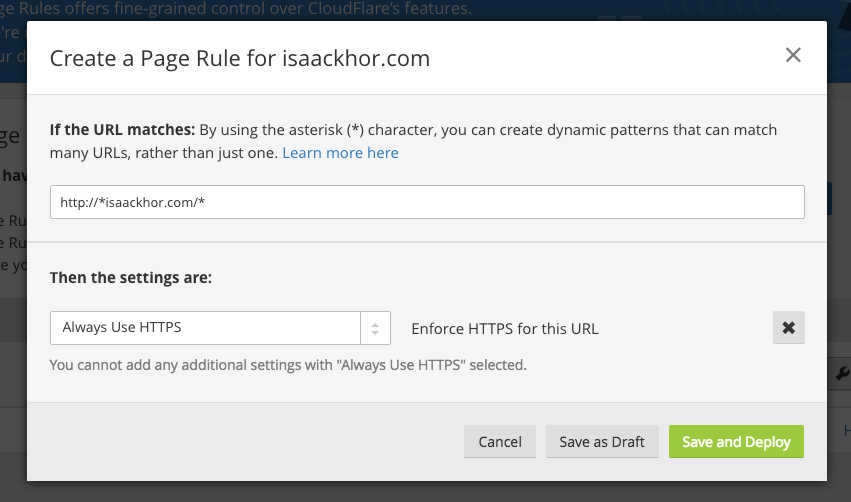 ge Rules offers fine-grained control over CloudFlare's features.
Create a Page Rule for isaackhor.com
If the URL matches: By using the asterisk (*) character, you can create dynamic patterns that can match
many URLs, rather than just one. Learn more here
http://*isaackhor.com/*
Then the settings are:
Always Use HTTPS
Enforce HTTPS for this URL
You cannot add any additional settings with "Always Use HTTPS" selected.
Cancel
Save as Draft
Save and Deploy